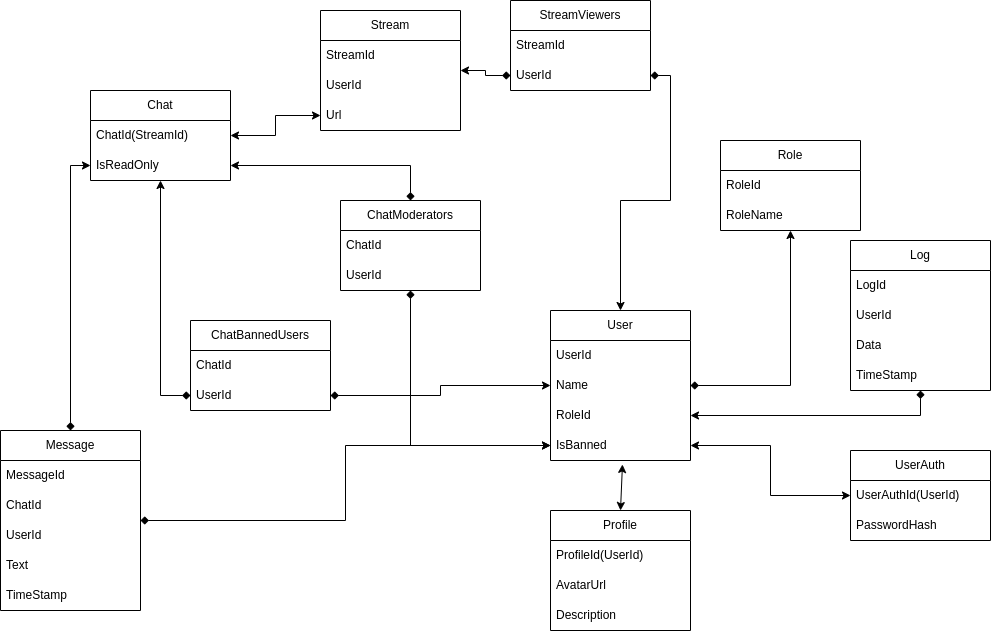 Stream
StreamId
UserId
Url
StreamViewers
StreamId
UserId
Chat
ChatId(StreamId)
IsReadOnly
Role
RoleId
RoleName
ChatModerators
ChatId
UserId
Log
LogId
UserId
Data
TimeStamp
User
UserId
Name
RoleId
IsBanned
ChatBannedUsers
ChatId
UserId
Message
MessageId
ChatId
UserId
Text
TimeStamp
UserAuth
UserAuthId(UserId)
PasswordHash
Profile
ProfileId(UserId)
AvatarUrl
Description